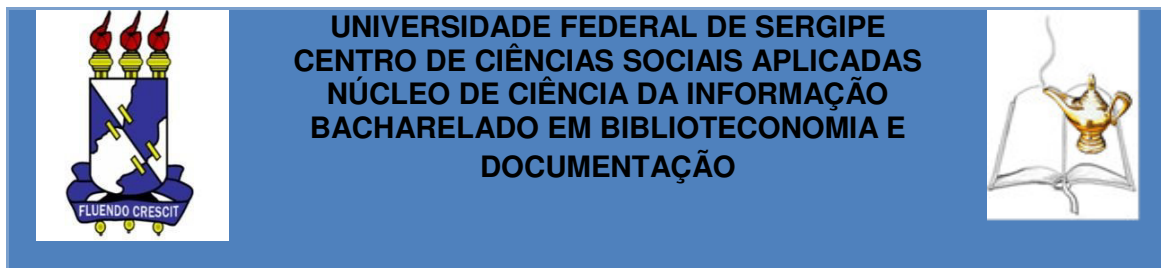 UNIVERSIDADE FEDERAL DE SERGIPE
CENTRO DE CIÊNCIAS SOCIAIS APLICADAS
NÚCLEO DE CIÊNCIA DA INFORMAÇÃO
BACHARELADO EM BIBLIOTECONOMIA E
DOCUMENTAÇÃO
FLUENDO CRESCIT